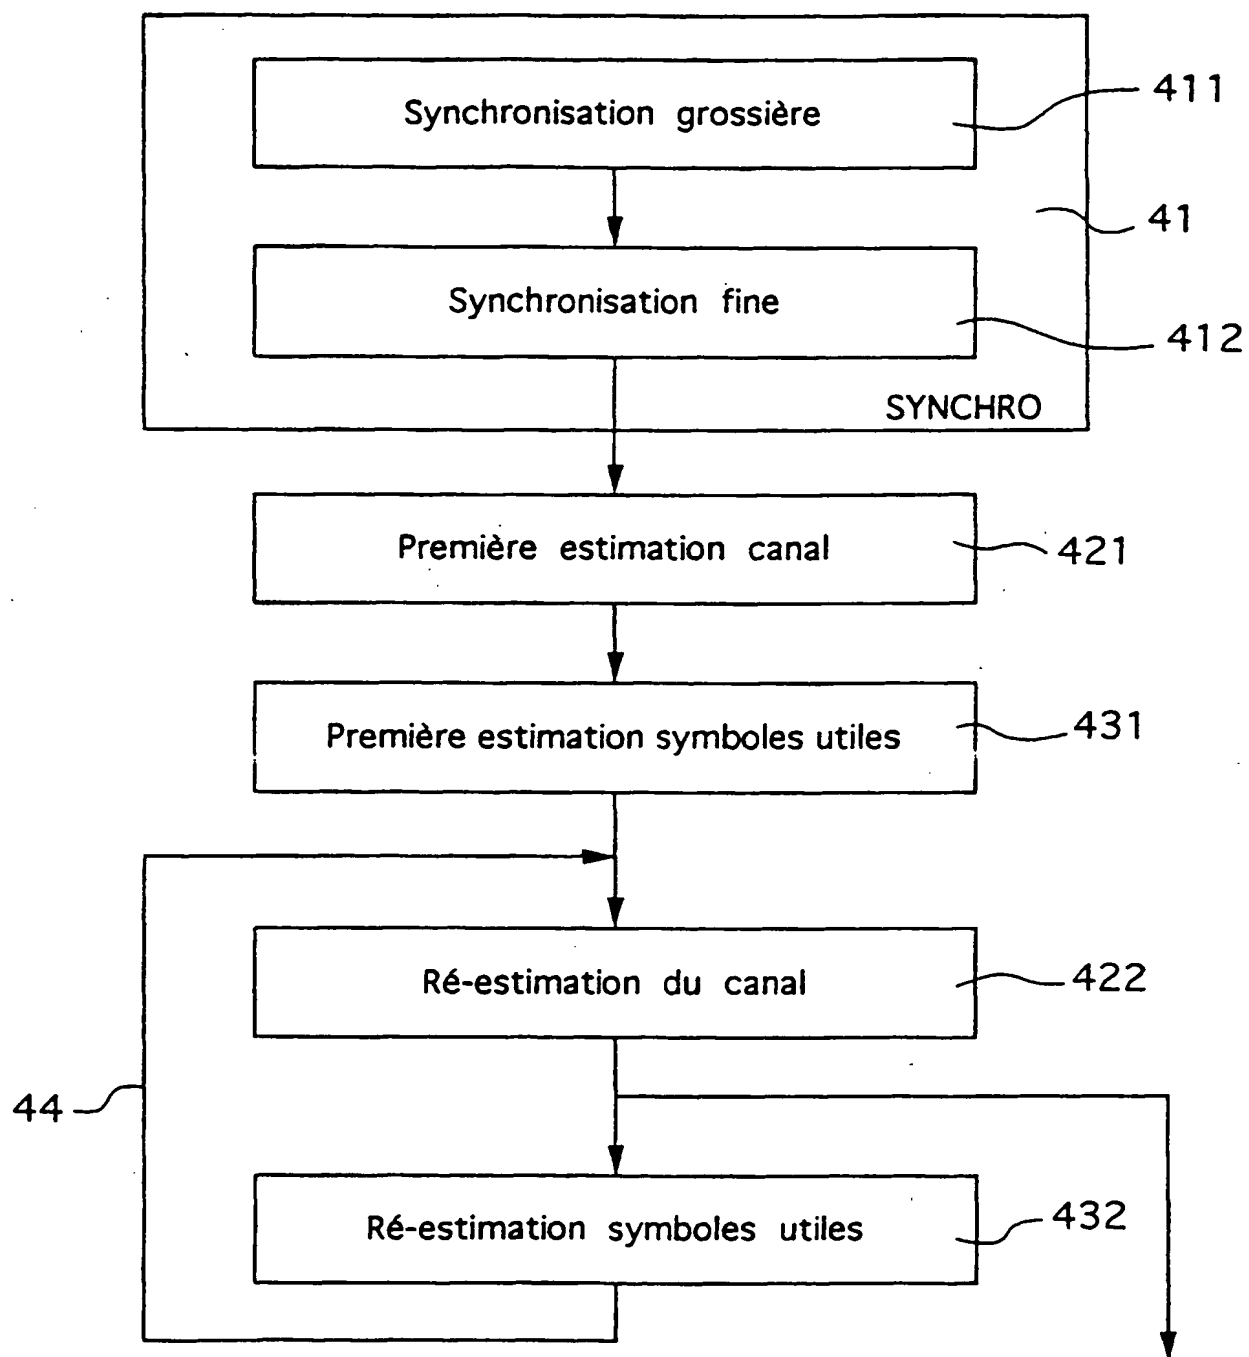 Synchronisation grossière
411
41
Synchronisation fine
412
SYNCHRO
Première estimation canal
421
Première estimation symboles utiles
431
Ré-estimation du canal
422
44
Ré-estimation symboles utiles
432